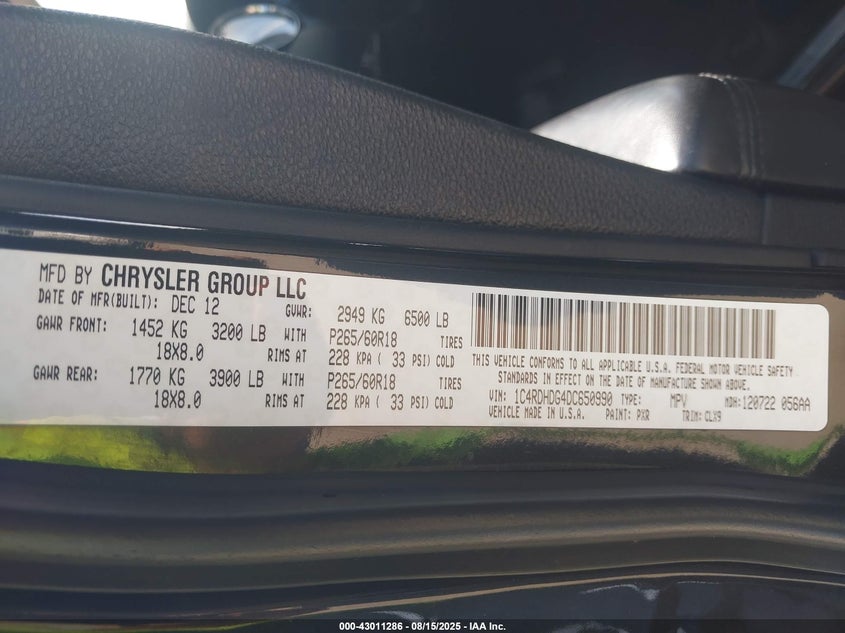 MFD BY CHRYSLER GROUP LLC
DATE OF MFR(BUILT): DEC 12 GVWR: 2949 KG 6500 LB
GAWR FRONT: 1452 KG 3200 LB WITH P265/60R18 TIRES
18X8.0 RIMS AT 228 KPA ( 33 PSI) COLD
GAWR REAR: 1770 KG 3900 LB WITH P265/60R18 TIRES
18X8.0 RIMS AT 228 KPA ( 33 PSI) COLD
THIS VEHICLE CONFORMS TO ALL APPLICABLE U.S.A. FEDERAL MOTOR VEHICLE
STANDARDS IN EFFECT ON THE DATE OF MANUFACTURE SHOWN ABOVE.
VIN: 1C4RDHDG4DC650990 TYPE: MPV MDH: 120722 056AA
VEHICLE MADE IN U.S.A. PAINT: PXR TRIM: CLX9
000-43011286 - 08/15/2025 - IAA Inc.